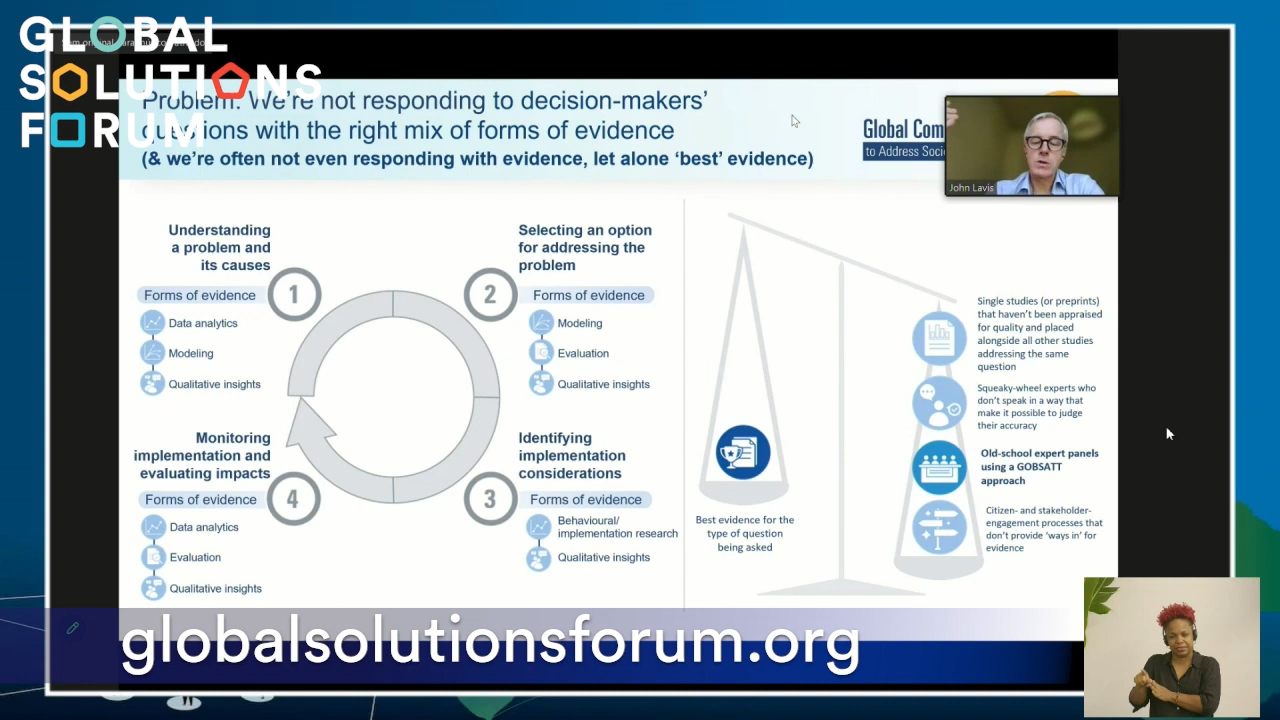 GLOBAL
SOLUTIONS
FORUM
Problem: We're not responding to decision-makers'
questions with the right mix of forms of evidence
(& we're often not even responding with evidence, let alone 'best' evidence)
Global Com
to Address Soci
John Lavis
Understanding
a problem and
its causes
1
Forms of evidence
Data analytics
Modeling
Qualitative insights
Selecting an option
for addressing the
problem
2
Forms of evidence
Modeling
Evaluation
Qualitative insights
Monitoring
implementation and
evaluating impacts
4
Forms of evidence
Data analytics
Evaluation
Qualitative insights
Identifying
implementation
considerations
3
Forms of evidence
Behavioural/
implementation research
Qualitative insights
Best evidence for the
type of question
being asked
Single studies (or preprints)
that haven't been appraised
for quality and placed
alongside all other studies
addressing the same
question
Squeaky-wheel experts who
don't speak in a way that
make it possible to judge
their accuracy
Old-school expert panels
using a GOBSATT
approach
Citizen- and stakeholder-
engagement processes that
don't provide 'ways in' for
evidence
globalsolutionsforum.org